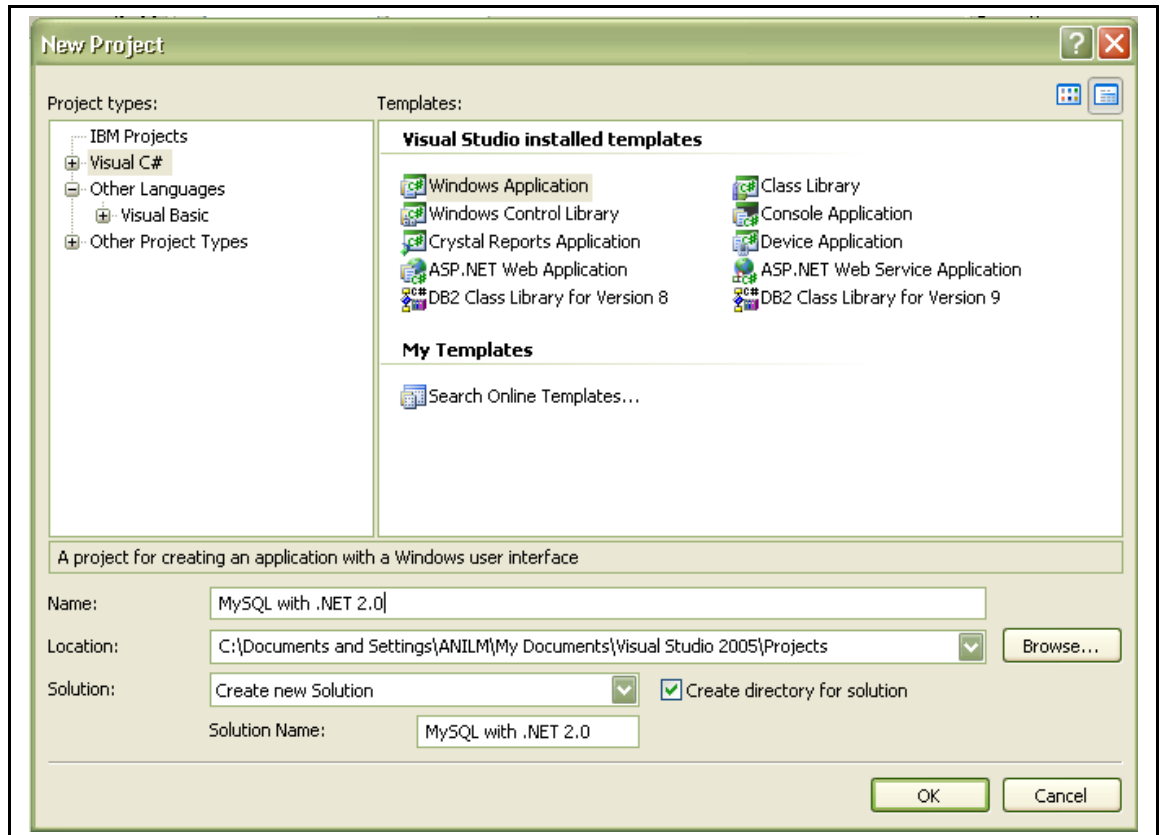 New Project
Project types:
Templates:
IBM Projects
Visual C#
Other Languages
Visual Basic
Other Project Types
Visual Studio installed templates
Windows Application
Class Library
Windows Control Library
Console Application
Crystal Reports Application
Device Application
ASP.NET Web Application
ASP.NET Web Service Application
DB2 Class Library for Version 8
DB2 Class Library for Version 9
My Templates
Search Online Templates...
A project for creating an application with a Windows user interface
Name:
MySQL with .NET 2.0
Location:
C:\Documents and Settings\ANILM\My Documents\Visual Studio 2005\Projects
Browse...
Solution:
Create new Solution
Create directory for solution
Solution Name:
MySQL with .NET 2.0
OK
Cancel